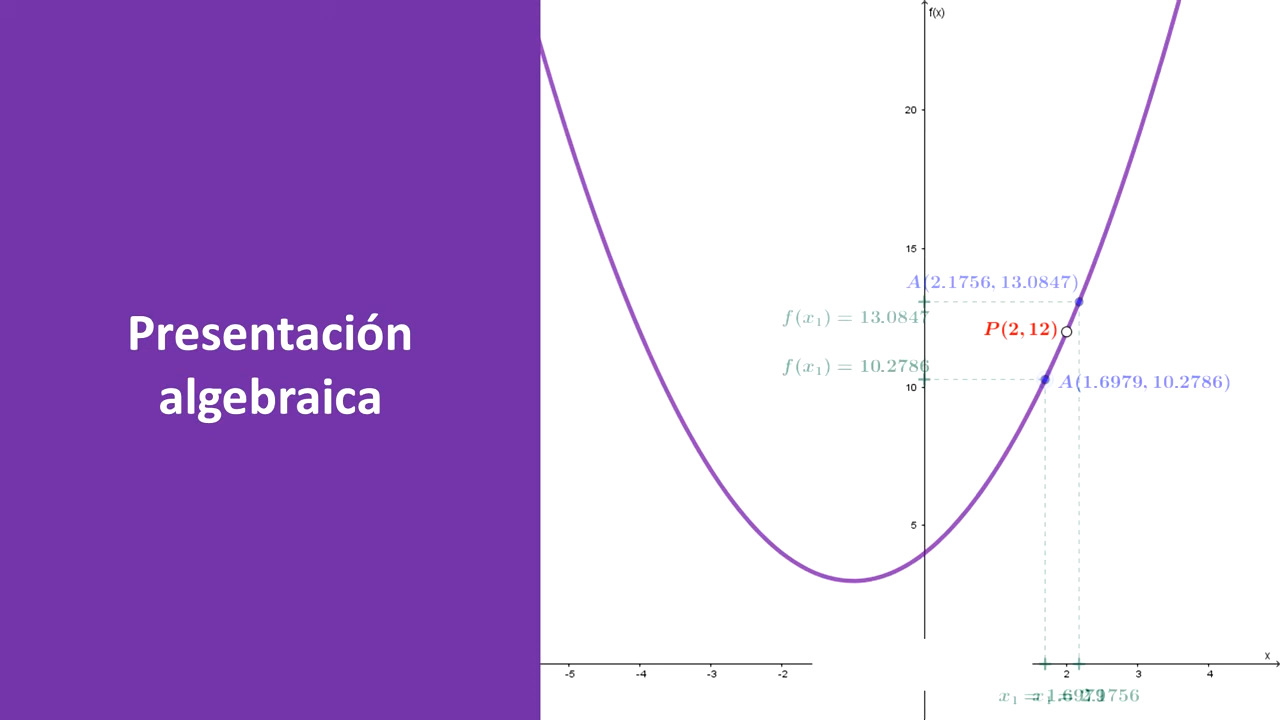 Presentación
algebraica
f(x)
20
15
A(2.1756, 13.0847)
f(x₁) = 13.0847
P(2, 12)
f(x₁) = 10.2786
10
A(1.6979, 10.2786)
5
x
-5
-4
-3
-2
2
3
4